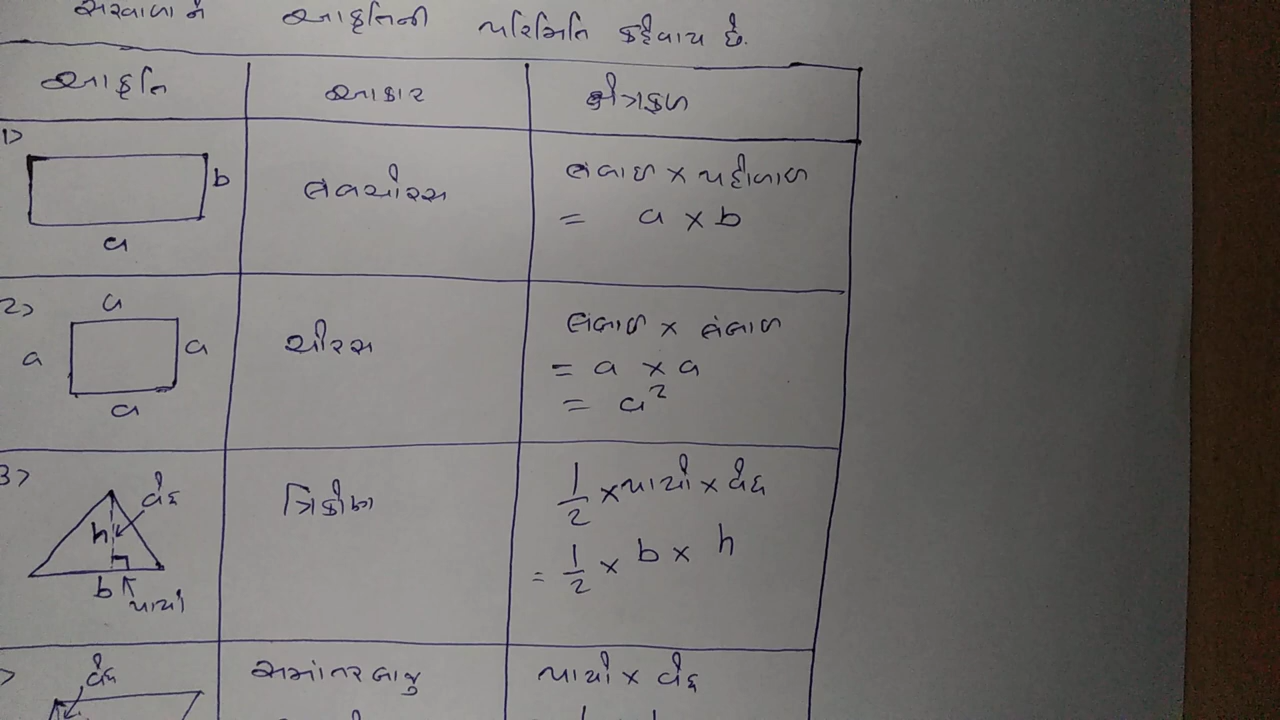 સરવાળાને આકૃતિની પરિમિતિ કહેવાય છે.
આકૃતિ આકાર ક્ષેત્રફળ
1>
b
a
લંબચોરસ
લંબાઈ × પહોળાઈ
= a × b
2>
a
a
a
a
ચોરસ
લંબાઈ × લંબાઈ
= a × a
= a²
3>
વેધ
h
b
પાયો
ત્રિકોણ
1/2 × પાયો × વેધ
= 1/2 × b × h
વેધ
સમાંતરબાજુ
પાયો × વેધ